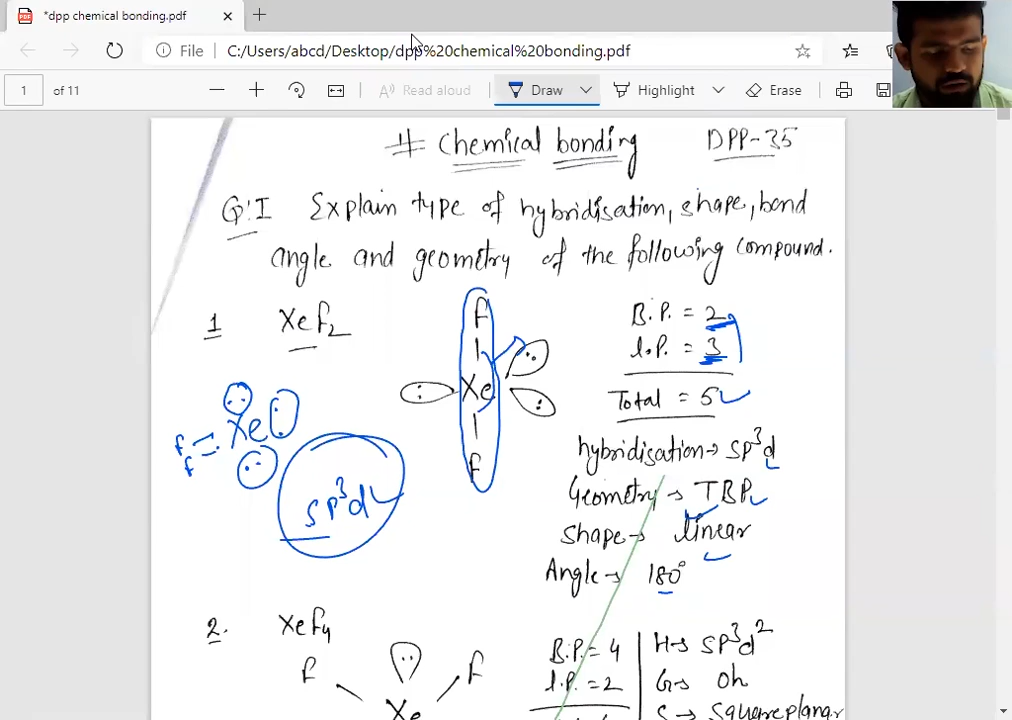 *dpp chemical bonding.pdf
File C:/Users/abcd/Desktop/dpp%20chemical%20bonding.pdf
1 of 11 Read aloud Draw Highlight Erase
# Chemical bonding DPP-35
Q:I Explain type of hybridisation, shape, bond
angle and geometry of the following compound.
1 XeF2
F
Xe
F
B.P. = 2
l.P. = 3
Total = 5
hybridisation→ sp³d
Geometry → TBP
Shape→ linear
Angle→ 180°
F
F
Xe
sp³d
2. XeF4
F F
Xe
B.P. = 4
l.P. = 2
H→ sp³d²
G→ Oh
S→ square planar